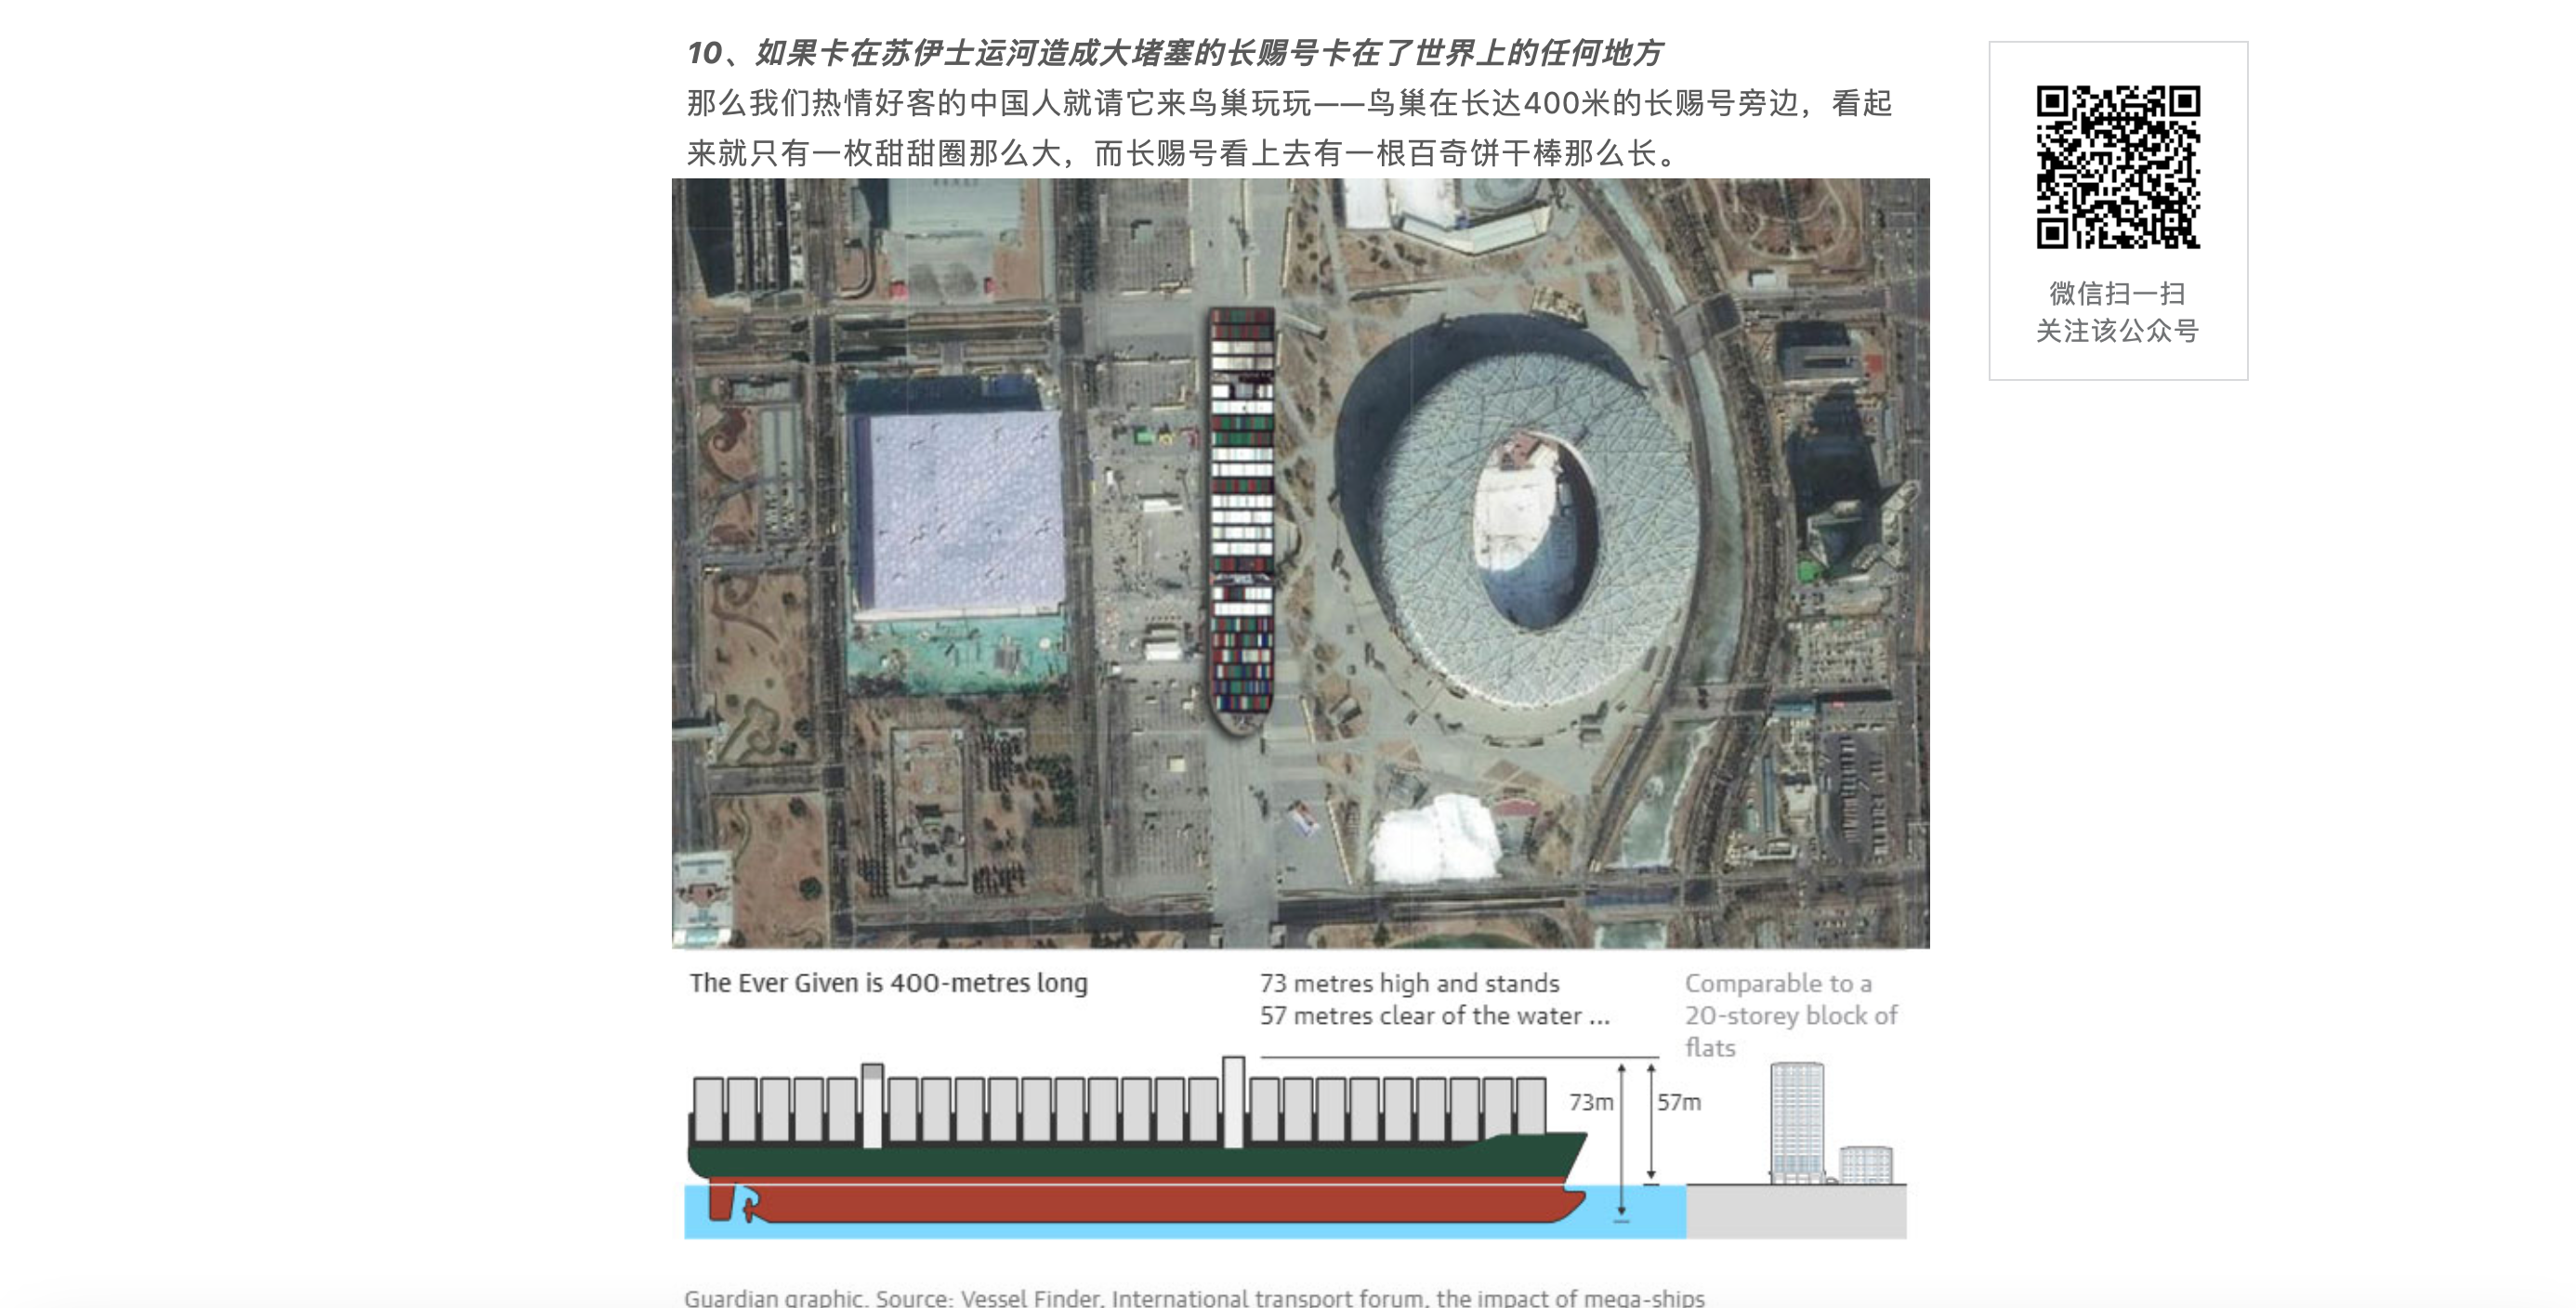 10、如果卡在苏伊士运河造成大堵塞的长赐号卡在了世界上的任何地方
那么我们热情好客的中国人就请它来鸟巢玩玩——鸟巢在长达400米的长赐号旁边，看起
来就只有一枚甜甜圈那么大，而长赐号看上去有一根百奇饼干棒那么长。
微信扫一扫
关注该公众号
The Ever Given is 400-metres long
73 metres high and stands
57 metres clear of the water ...
Comparable to a
20-storey block of
flats
73m
57m
Guardian graphic. Source: Vessel Finder, International transport forum, the impact of mega-ships